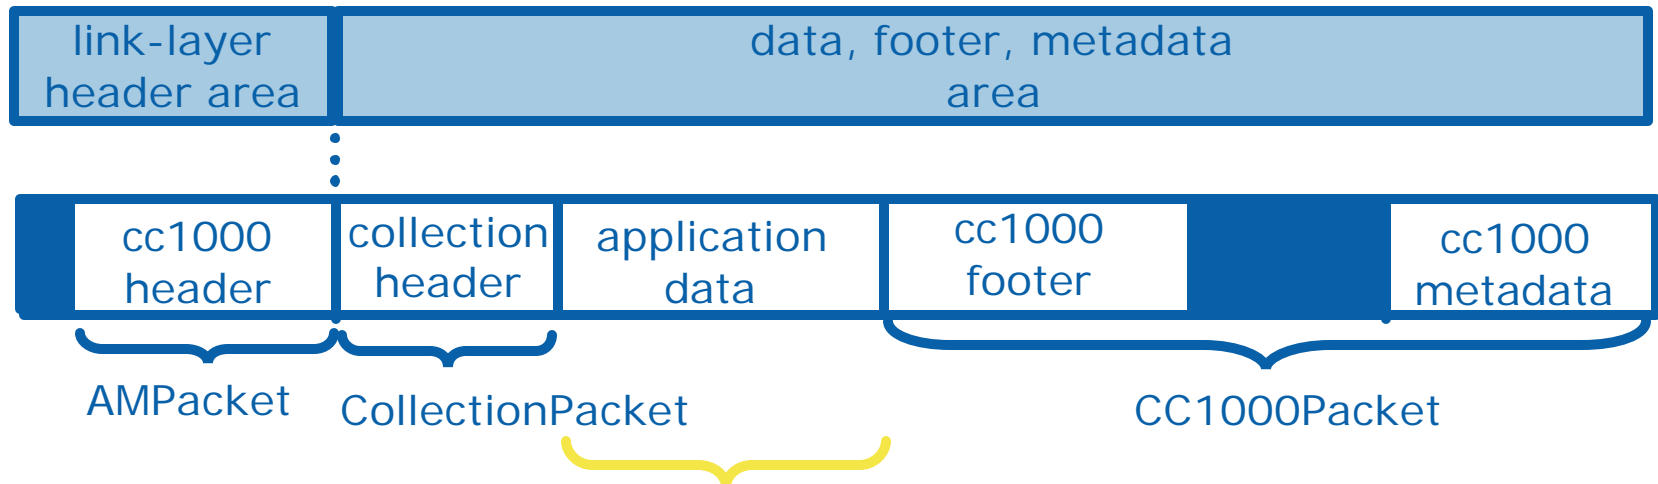 link-layer
header area
data, footer, metadata
area
cc1000
header
collection
header
application
data
cc1000
footer
cc1000
metadata
AMPacket
CollectionPacket
CC1000Packet